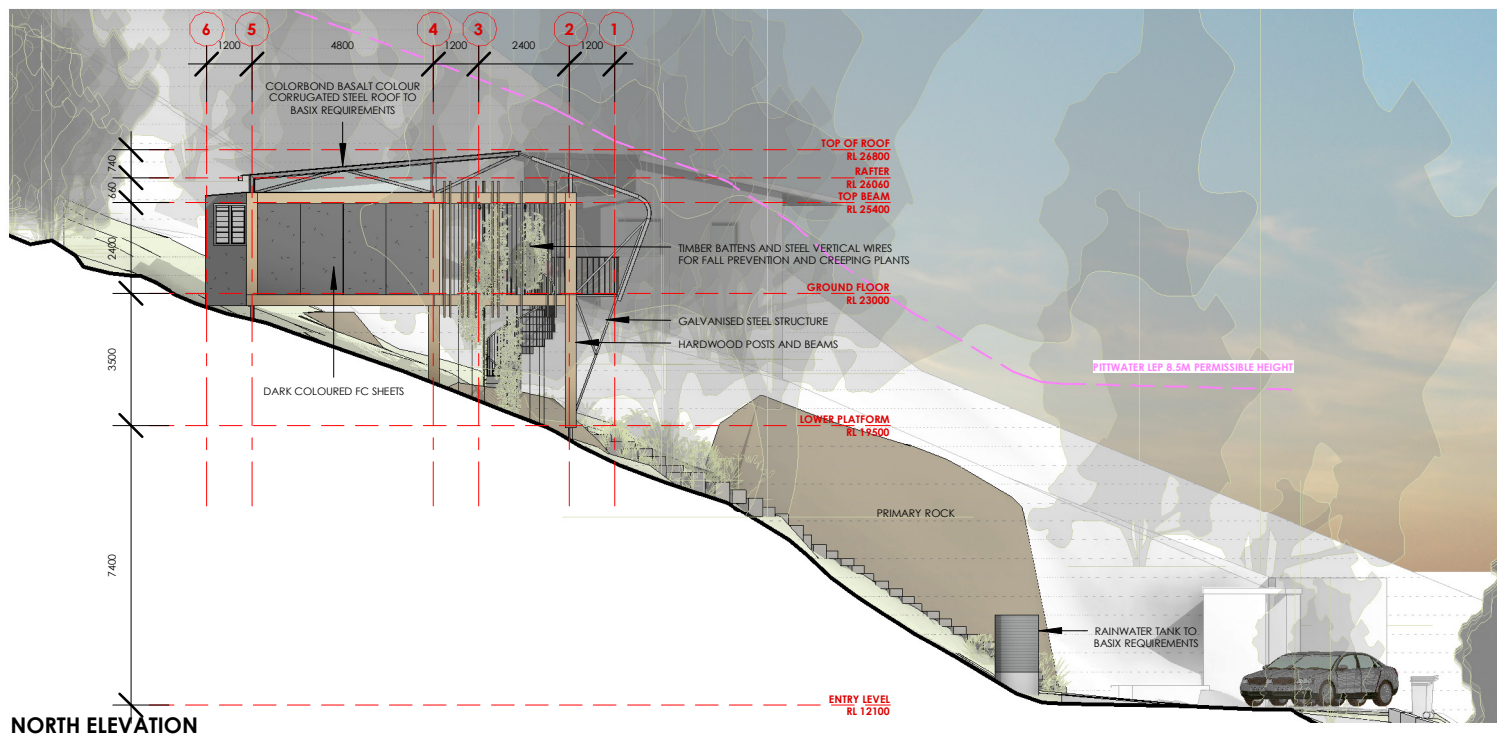 6 5 4 3 2 1
1200 4800 1200 2400 1200
COLORBOND BASALT COLOUR
CORRUGATED STEEL ROOF TO
BASIX REQUIREMENTS
TOP OF ROOF
RL 26800
740
RAFTER
RL 26060
660
TOP BEAM
RL 25400
2400
TIMBER BATTENS AND STEEL VERTICAL WIRES
FOR FALL PREVENTION AND CREEPING PLANTS
GROUND FLOOR
RL 23000
GALVANISED STEEL STRUCTURE
HARDWOOD POSTS AND BEAMS
3500
PITTWATER LEP 8.5M PERMISSIBLE HEIGHT
DARK COLOURED FC SHEETS
LOWER PLATFORM
RL 19500
PRIMARY ROCK
7400
RAINWATER TANK TO
BASIX REQUIREMENTS
ENTRY LEVEL
RL 12100
NORTH ELEVATION